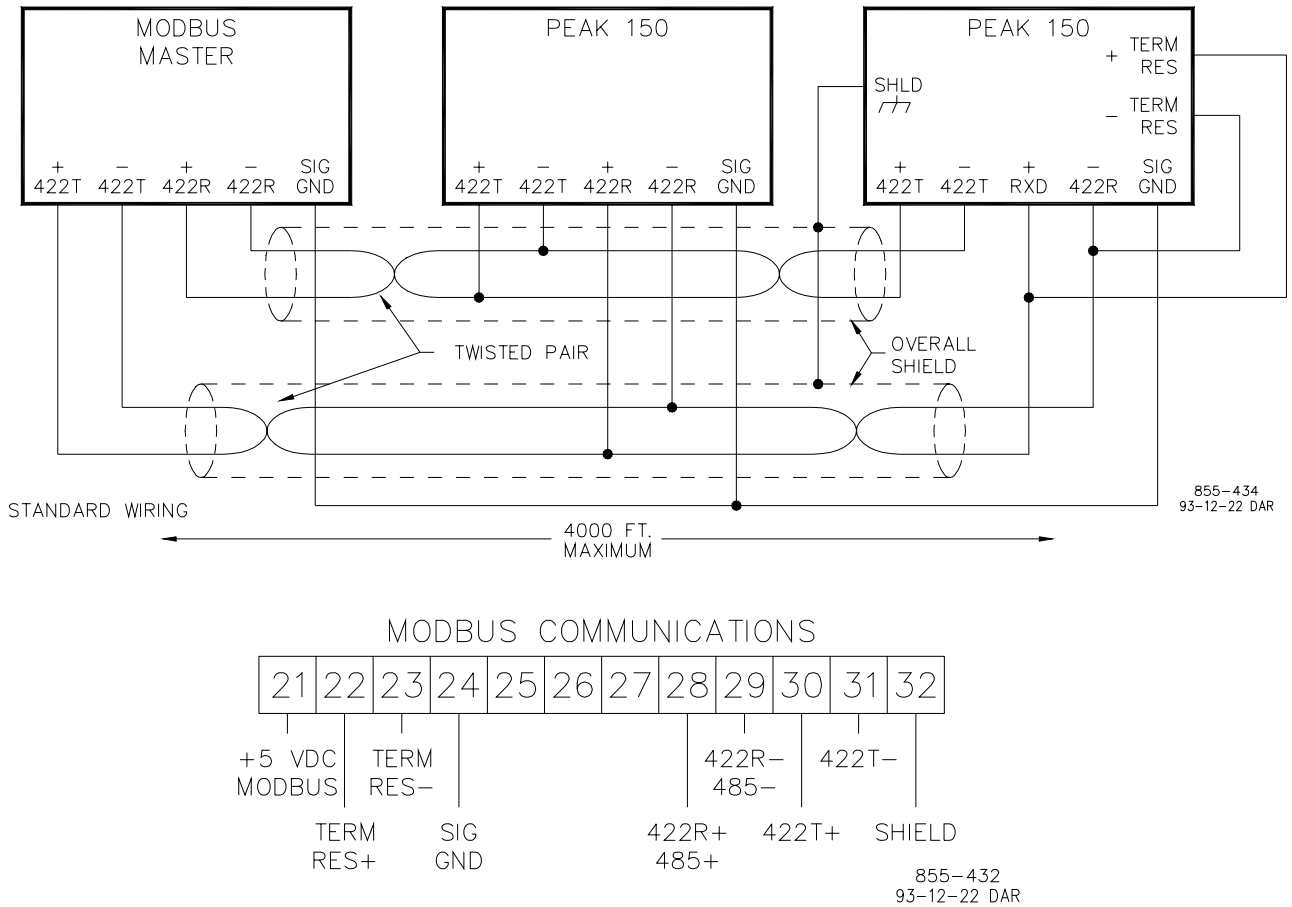 MODBUS
MASTER
+ − + − SIG
422T 422T 422R 422R GND
PEAK 150
+ − + − SIG
422T 422T 422R 422R GND
PEAK 150
+ TERM
RES
− TERM
RES
SHLD
+ − + − SIG
422T 422T RXD 422R GND
TWISTED PAIR
OVERALL
SHIELD
STANDARD WIRING
855-434
93-12-22 DAR
4000 FT.
MAXIMUM
MODBUS COMMUNICATIONS
21 22 23 24 25 26 27 28 29 30 31 32
+5 VDC
MODBUS
TERM
RES−
422R−
485−
422T−
TERM
RES+
SIG
GND
422R+
485+
422T+
SHIELD
855-432
93-12-22 DAR